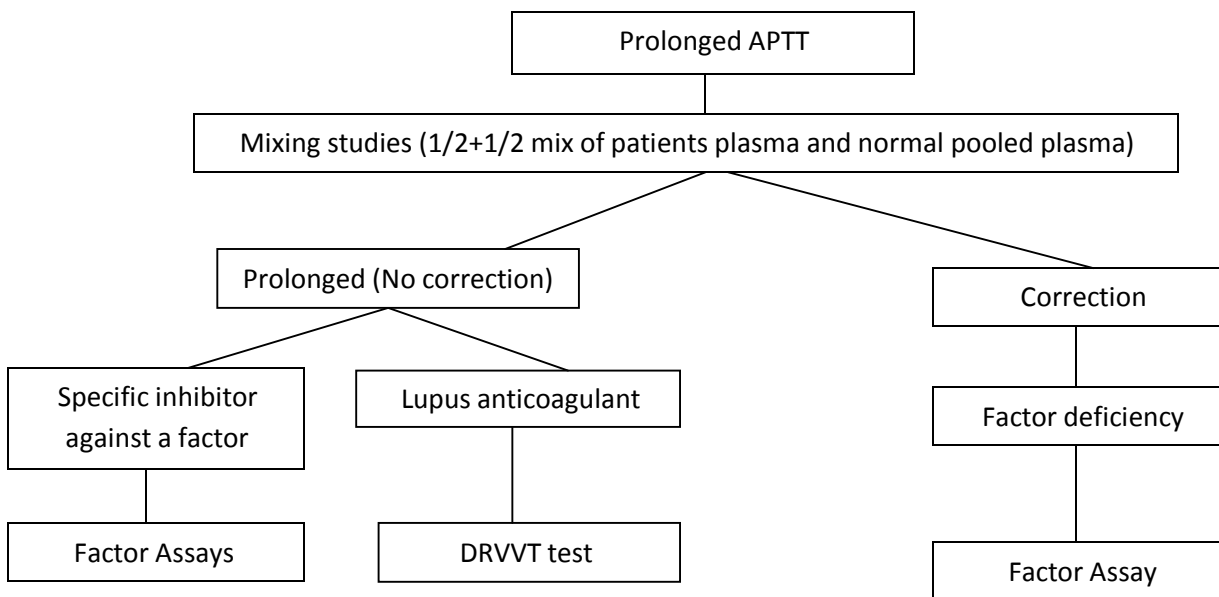 Prolonged APTT
Mixing studies (1/2+1/2 mix of patients plasma and normal pooled plasma)
Prolonged (No correction)
Correction
Specific inhibitor
against a factor
Lupus anticoagulant
Factor deficiency
Factor Assays
DRVVT test
Factor Assay